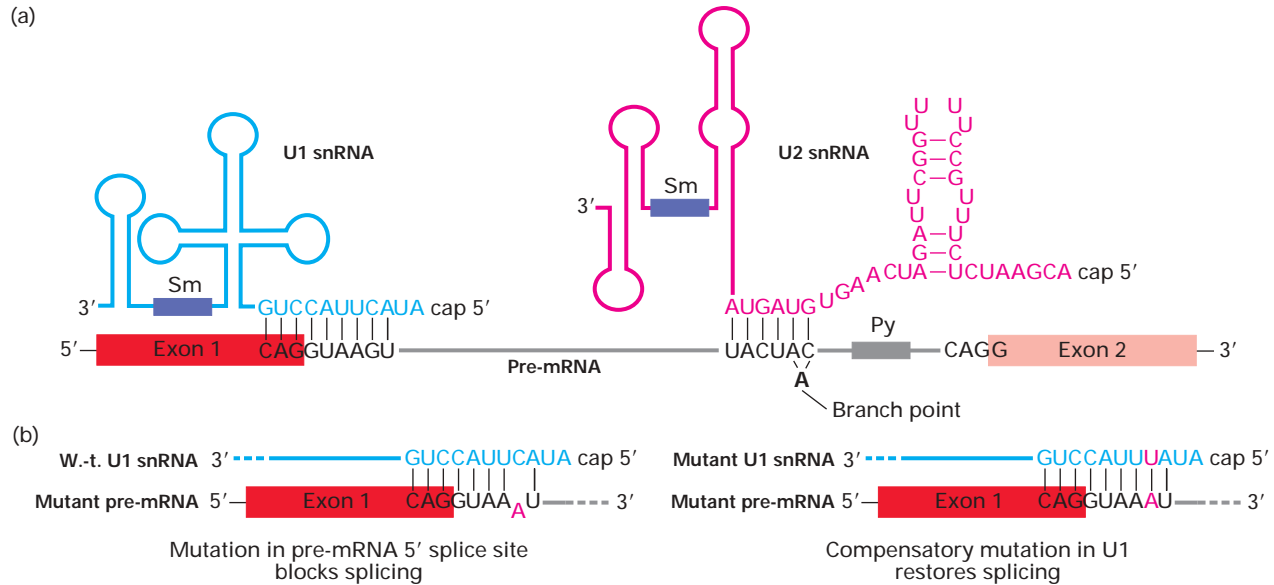 (a)
U1 snRNA
U2 snRNA
Sm
Sm
3′
3′
GUCCAUUCAUA cap 5′
AUGAUG
UGAACUAGAUUCGGUU
UUCCGUUUCUCUAAGCA cap 5′
5′
Exon 1
CAGGUAAGU
Pre-mRNA
UACUAC
A
Branch point
Py
CAGG
Exon 2
3′
(b)
W.-t. U1 snRNA 3′ GUCCAUUCAUA cap 5′
Mutant pre-mRNA 5′ Exon 1 CAGGUAAAU 3′
Mutation in pre-mRNA 5′ splice site
blocks splicing
Mutant U1 snRNA 3′ GUCCAUUUAUA cap 5′
Mutant pre-mRNA 5′ Exon 1 CAGGUAAAU 3′
Compensatory mutation in U1
restores splicing